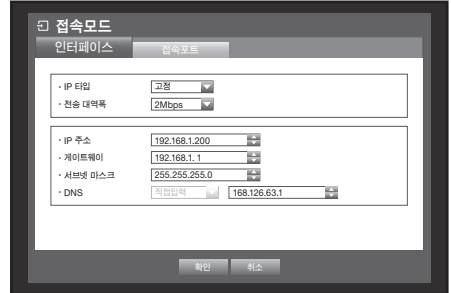 접속모드
인터페이스 접속포트
· IP 타입 고정
· 전송 대역폭 2Mbps
· IP 주소 192.168.1.200
· 게이트웨이 192.168.1. 1
· 서브넷 마스크 255.255.255.0
· DNS 직접입력 168.126.63.1
확인 취소